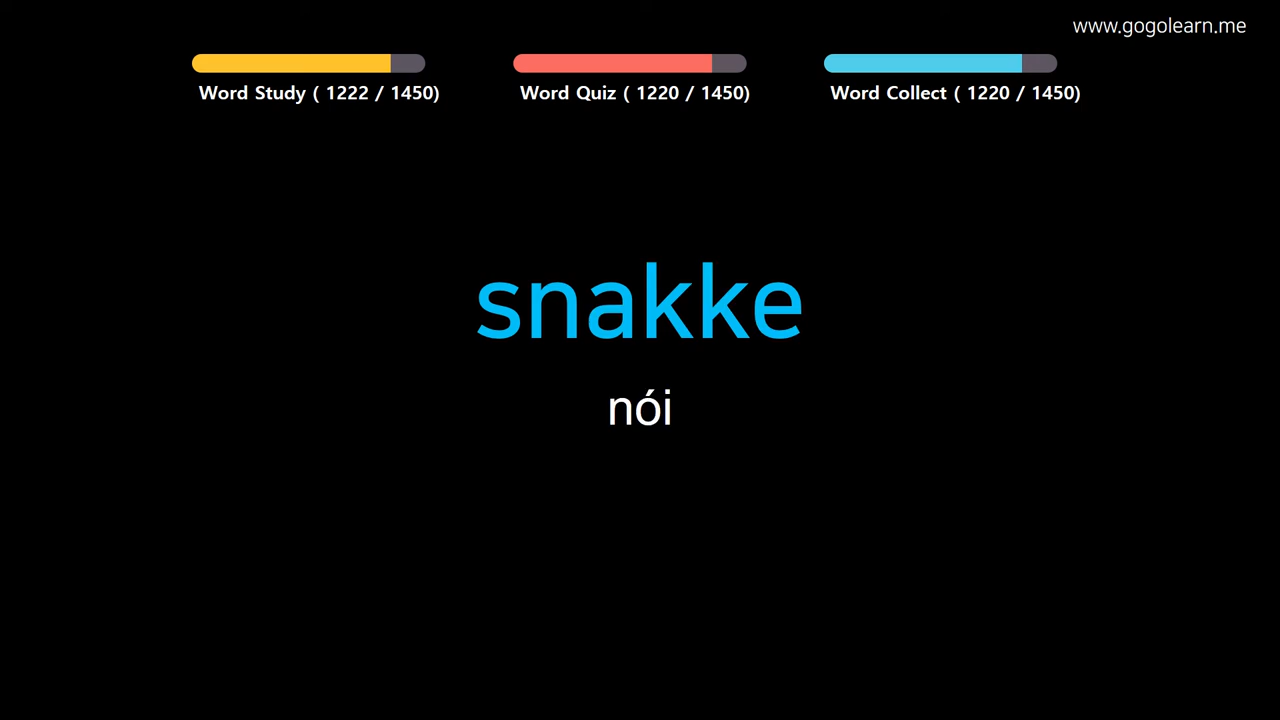 www.gogolearn.me
Word Study ( 1222 / 1450)
Word Quiz ( 1220 / 1450)
Word Collect ( 1220 / 1450)
snakke
nói